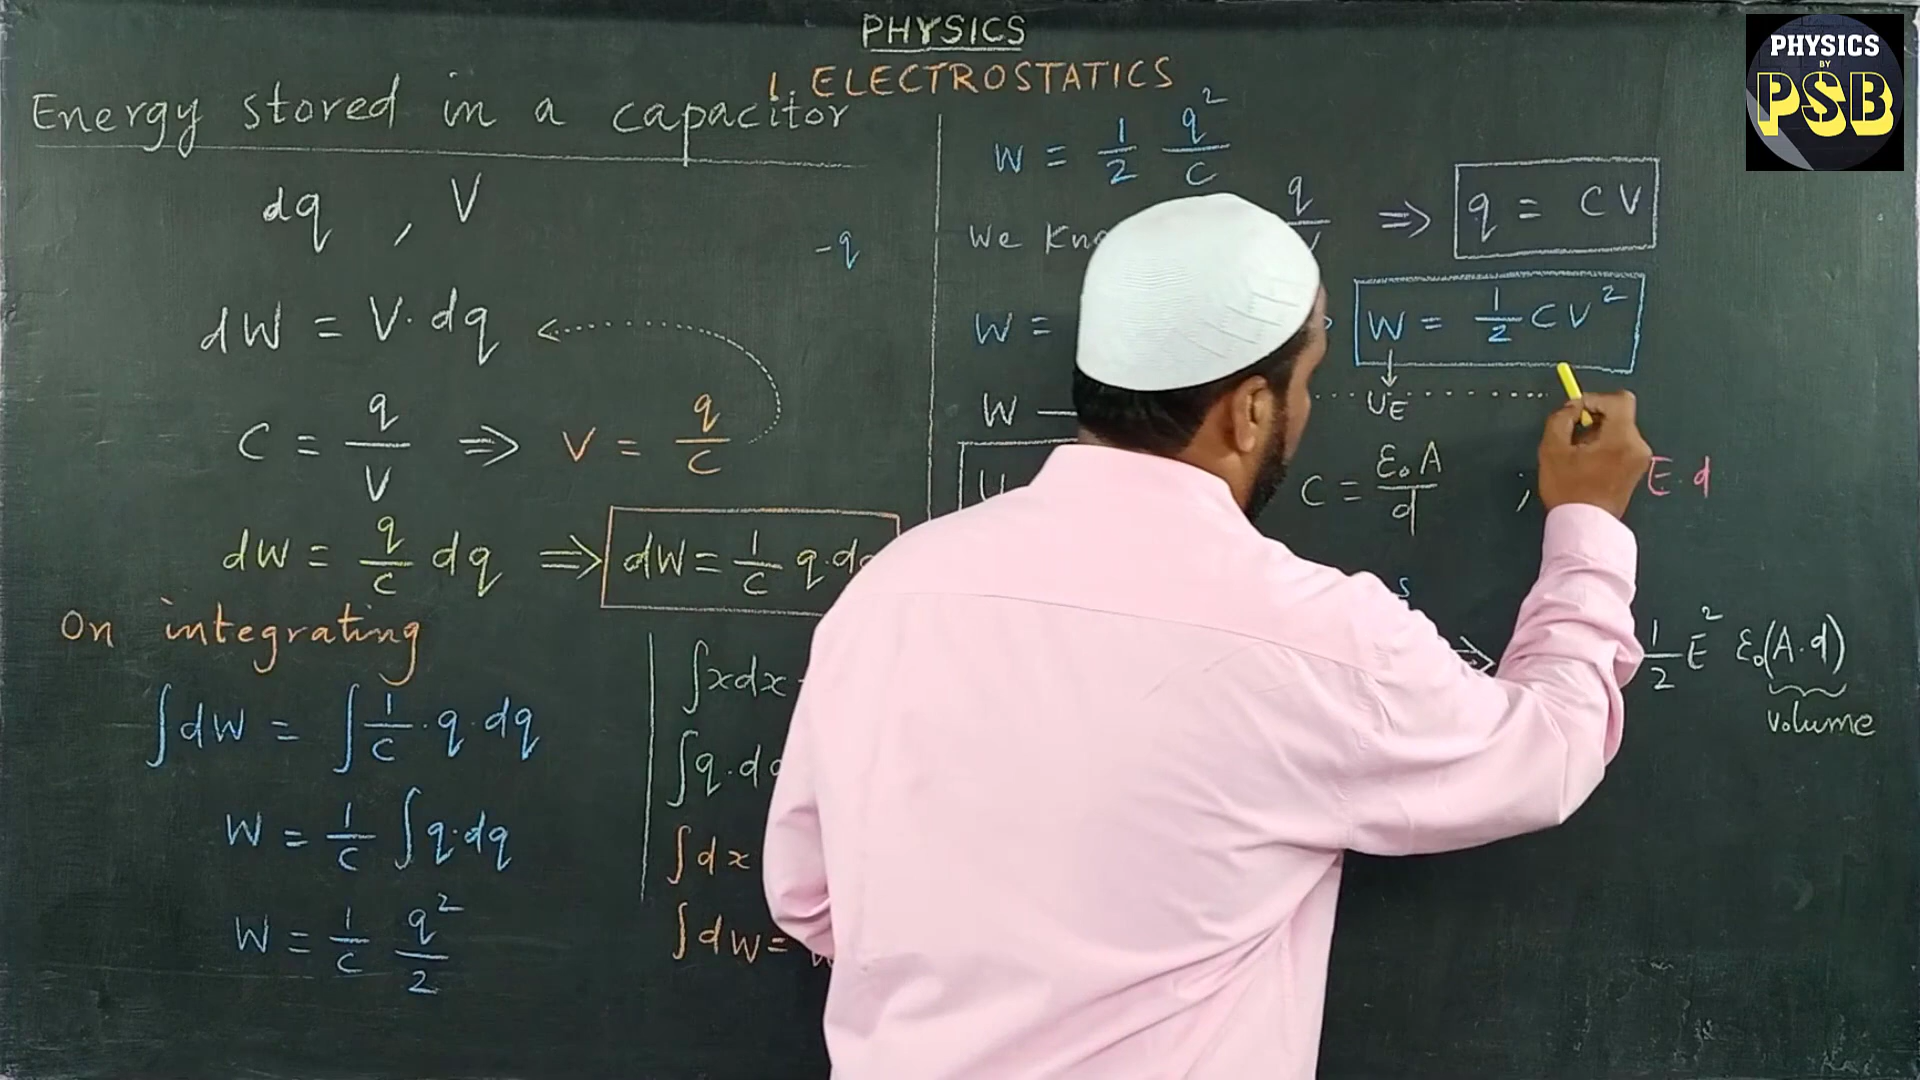 PHYSICS
1. ELECTROSTATICS
PHYSICS
BY
PSB
Energy stored in a capacitor
dq , V
-q
dW = V·dq
C = q/V ⇒ V = q/C
dW = q/C dq ⇒ dW = 1/C q·dq
On integrating
∫dW = ∫1/C·q·dq
W = 1/C ∫q·dq
W = 1/C q²/2
∫xdx
∫q·d
∫dx
∫dW =
W = 1/2 q²/C
We Kn
q ⇒ q = CV
W = W = 1/2 CV²
W — UE
C = ε₀A/d ; E.d
s
⇒ 1/2 E² ε₀(A·d)
volume